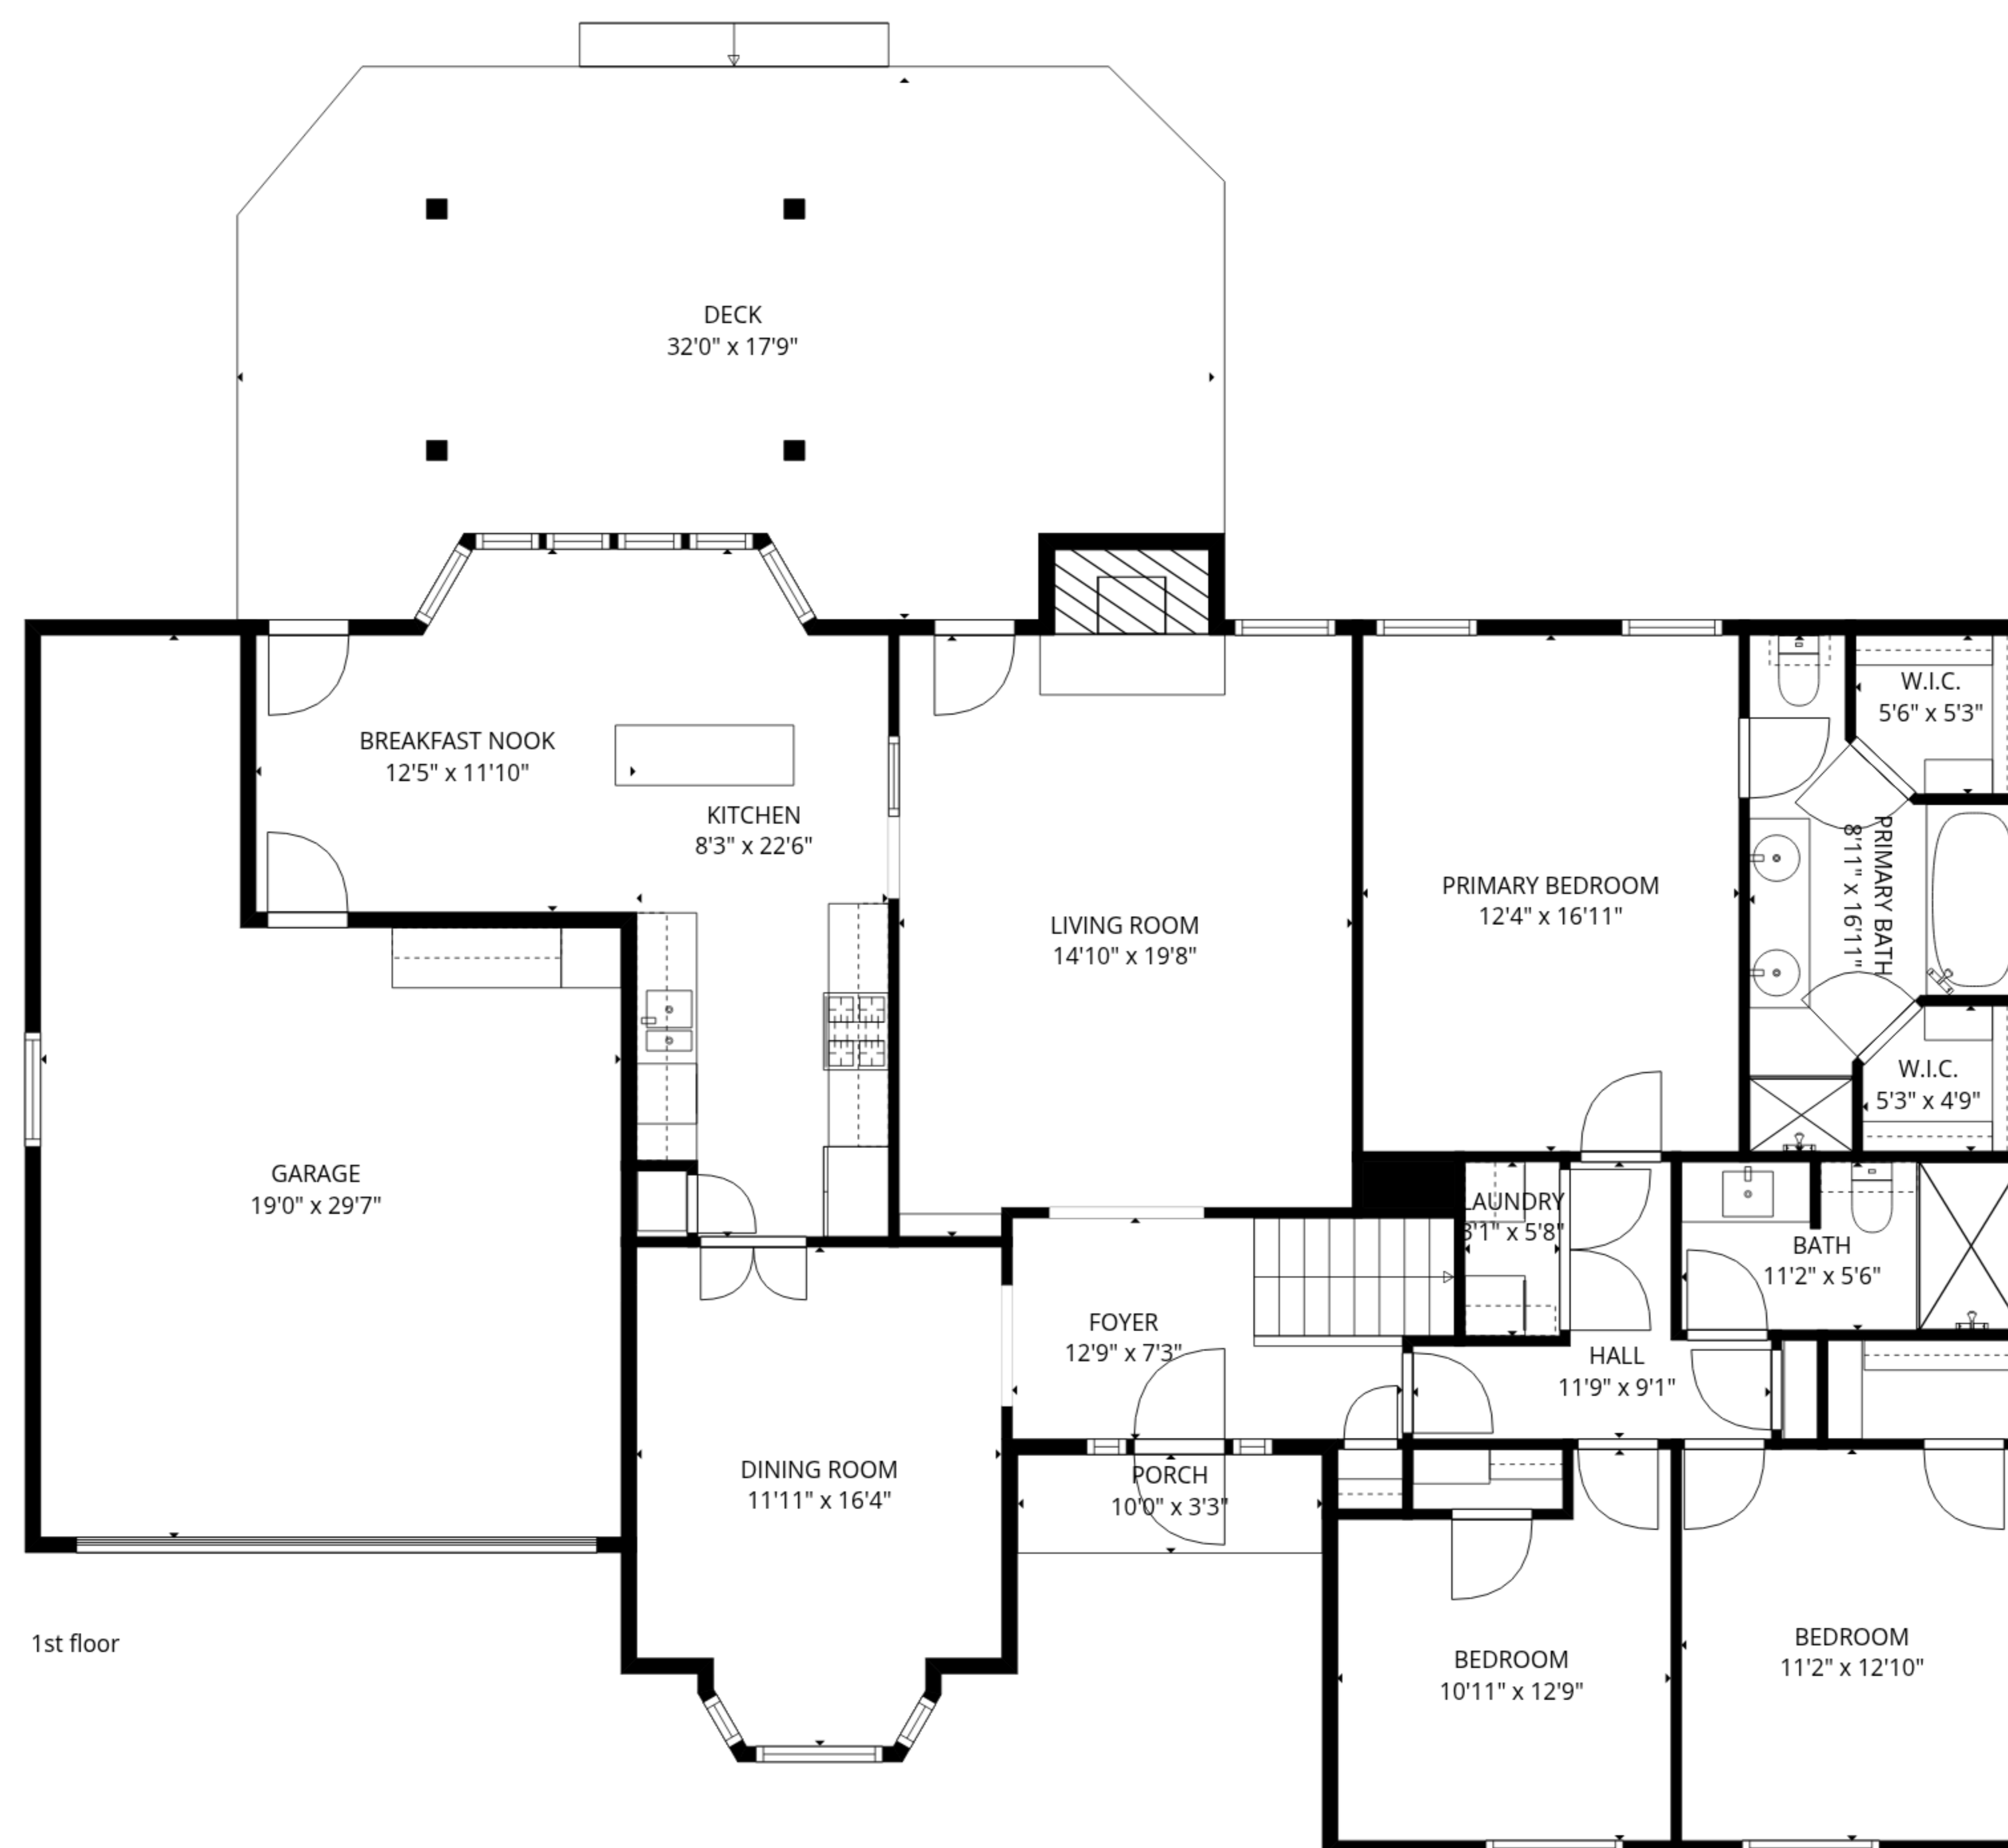 DECK
32'0" x 17'9"
W.I.C.
5'6" x 5'3"
BREAKFAST NOOK
12'5" x 11'10"
KITCHEN
8'3" x 22'6"
PRIMARY BATH
8'11" x 16'11"
PRIMARY BEDROOM
12'4" x 16'11"
LIVING ROOM
14'10" x 19'8"
W.I.C.
5'3" x 4'9"
GARAGE
19'0" x 29'7"
LAUNDRY
3'1" x 5'8"
BATH
11'2" x 5'6"
FOYER
12'9" x 7'3"
HALL
11'9" x 9'1"
DINING ROOM
11'11" x 16'4"
PORCH
10'0" x 3'3"
1st floor
BEDROOM
10'11" x 12'9"
BEDROOM
11'2" x 12'10"